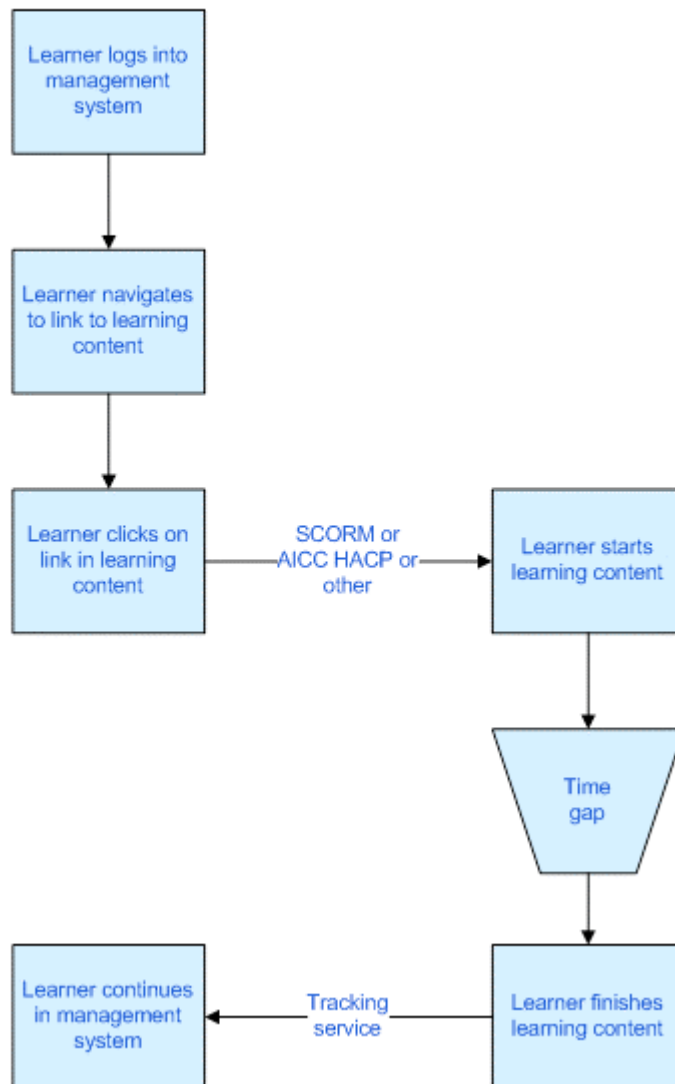 Learner logs into
management
system
Learner navigates
to link to learning
content
Learner clicks on
link in learning
content
SCORM or
AICC HACP or
other
Learner starts
learning content
Time
gap
Learner finishes
learning content
Tracking
service
Learner continues
in management
system